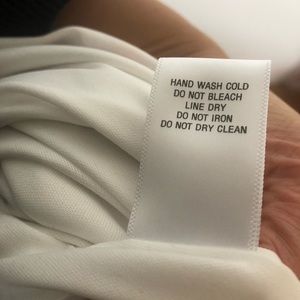 HAND WASH COLD
DO NOT BLEACH
LINE DRY
DO NOT IRON
DO NOT DRY CLEAN